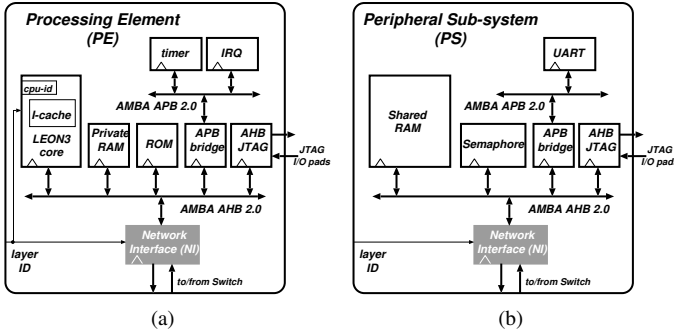 Processing Element
(PE)
timer
IRQ
cpu-id
I-cache
LEON3
core
AMBA APB 2.0
Private
RAM
ROM
APB
bridge
AHB
JTAG
JTAG
I/O pads
AMBA AHB 2.0
layer
ID
Network
Interface (NI)
to/from Switch
(a)
Peripheral Sub-system
(PS)
UART
AMBA APB 2.0
Shared
RAM
Semaphore
APB
bridge
AHB
JTAG
JTAG
I/O pads
AMBA AHB 2.0
layer
ID
Network
Interface (NI)
to/from Switch
(b)